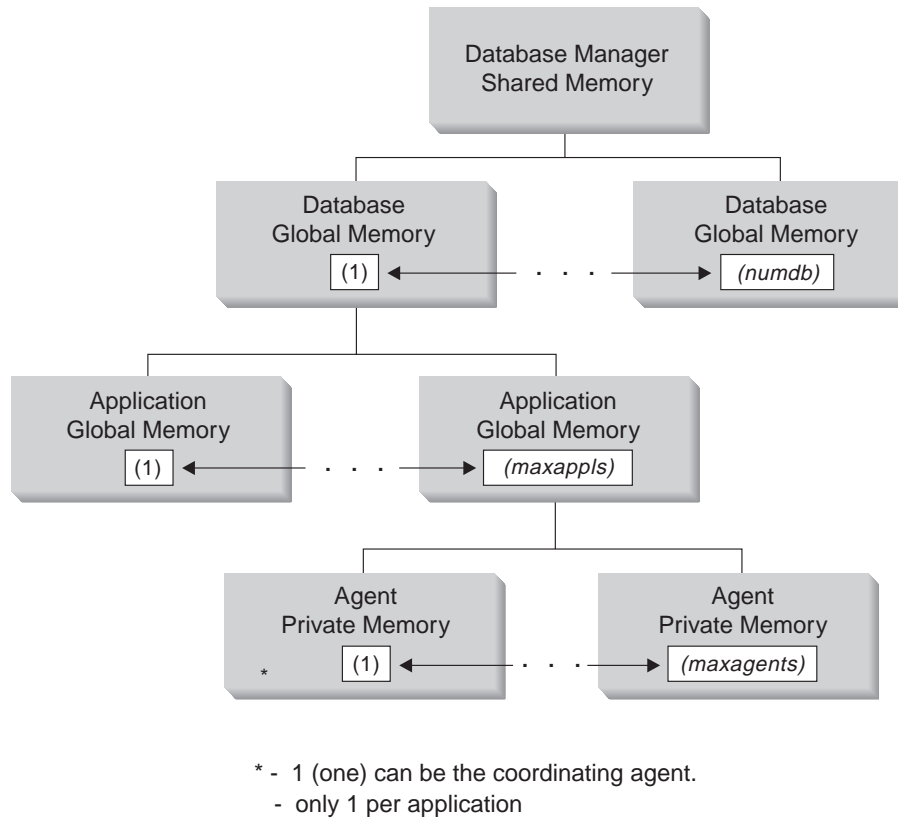 Database Manager
Shared Memory
Database
Global Memory
(1)
. . .
Database
Global Memory
(numdb)
Application
Global Memory
(1)
. . .
Application
Global Memory
(maxappls)
Agent
Private Memory
* (1)
. . .
Agent
Private Memory
(maxagents)
* - 1 (one) can be the coordinating agent.
- only 1 per application